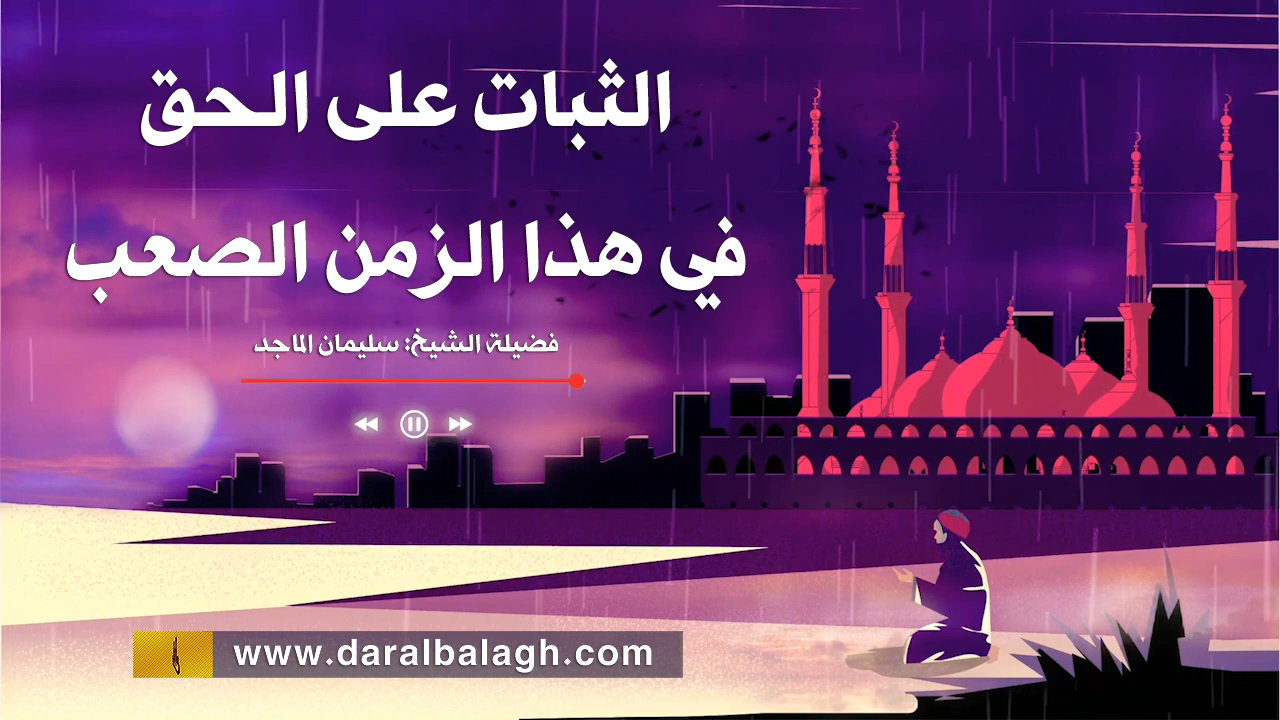 الثبات على الحق
في هذا الزمن الصعب
فضيلة الشيخ: سليمان الماجد
www.daralbalagh.com